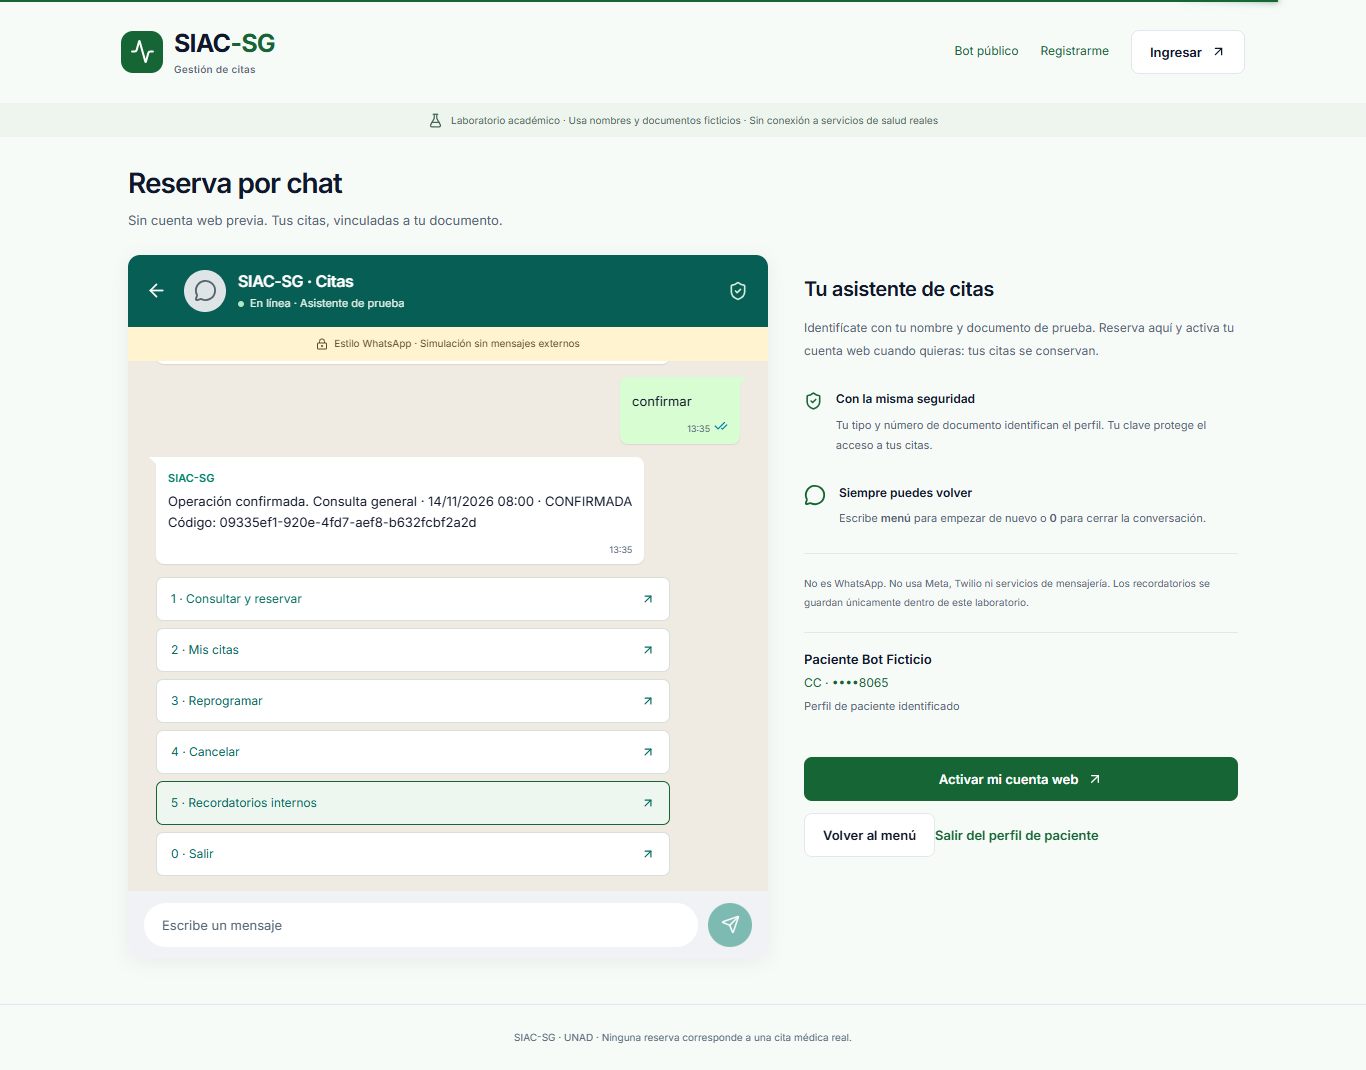 SIAC-SG
Gestión de citas
Bot público
Registrarme
Ingresar
Laboratorio académico · Usa nombres y documentos ficticios · Sin conexión a servicios de salud reales
Reserva por chat
Sin cuenta web previa. Tus citas, vinculadas a tu documento.
SIAC-SG · Citas
En línea · Asistente de prueba
Estilo WhatsApp · Simulación sin mensajes externos
confirmar
13:35
SIAC-SG
Operación confirmada. Consulta general · 14/11/2026 08:00 · CONFIRMADA
Código: 09335ef1-920e-4fd7-aef8-b632fcbf2a2d
13:35
1 · Consultar y reservar
2 · Mis citas
3 · Reprogramar
4 · Cancelar
5 · Recordatorios internos
0 · Salir
Escribe un mensaje
Tu asistente de citas
Identifícate con tu nombre y documento de prueba. Reserva aquí y activa tu
cuenta web cuando quieras: tus citas se conservan.
Con la misma seguridad
Tu tipo y número de documento identifican el perfil. Tu clave protege el
acceso a tus citas.
Siempre puedes volver
Escribe menú para empezar de nuevo o 0 para cerrar la conversación.
No es WhatsApp. No usa Meta, Twilio ni servicios de mensajería. Los recordatorios se
guardan únicamente dentro de este laboratorio.
Paciente Bot Ficticio
CC · ••••8065
Perfil de paciente identificado
Activar mi cuenta web
Volver al menú
Salir del perfil de paciente
SIAC-SG · UNAD · Ninguna reserva corresponde a una cita médica real.